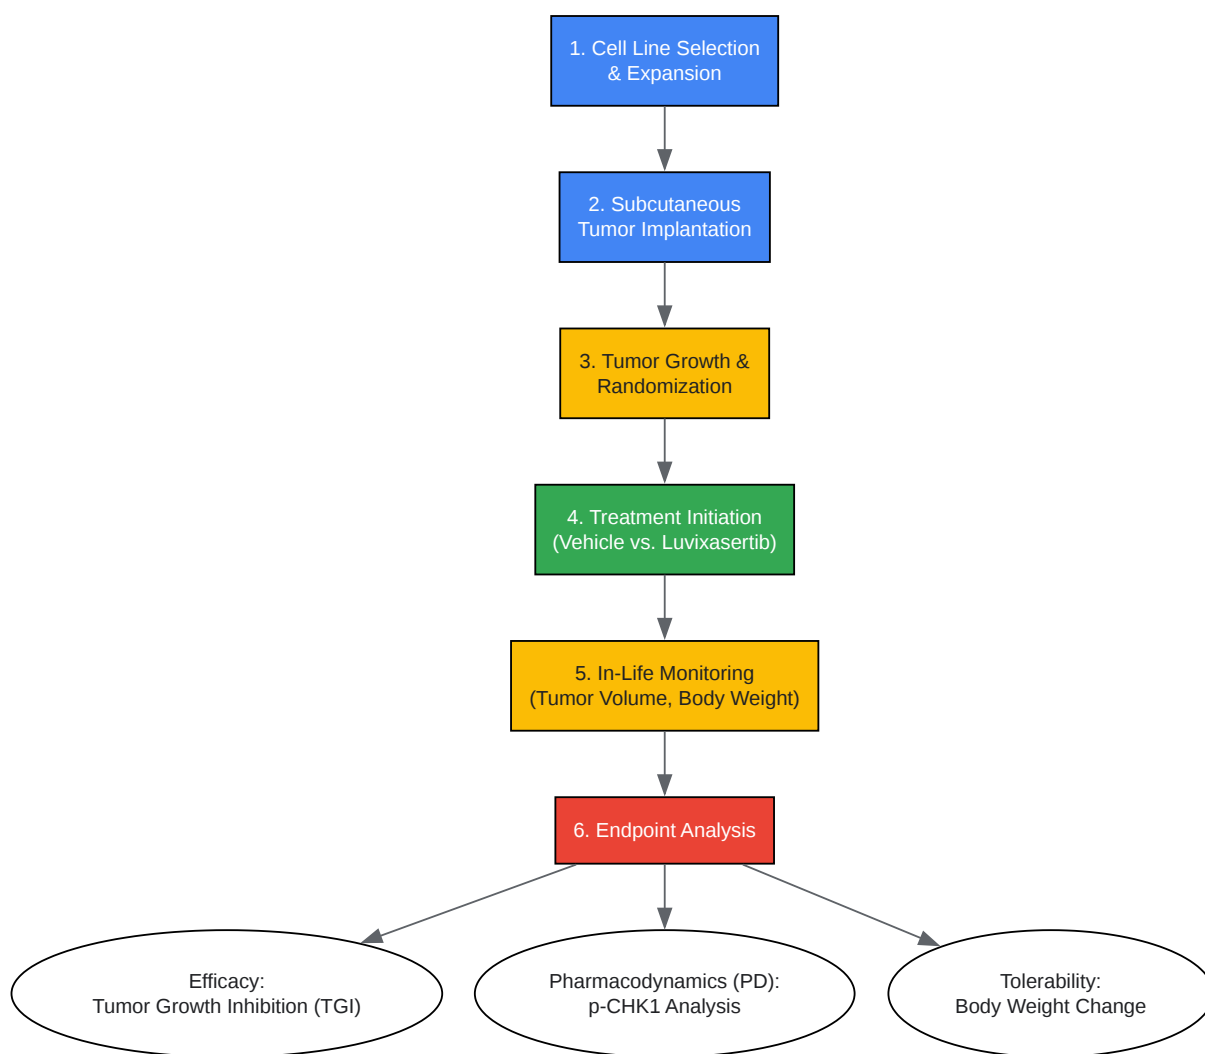 1. Cell Line Selection
& Expansion
2. Subcutaneous
Tumor Implantation
3. Tumor Growth &
Randomization
4. Treatment Initiation
(Vehicle vs. Luvixasertib)
5. In-Life Monitoring
(Tumor Volume, Body Weight)
6. Endpoint Analysis
Efficacy:
Tumor Growth Inhibition (TGI)
Pharmacodynamics (PD):
p-CHK1 Analysis
Tolerability:
Body Weight Change